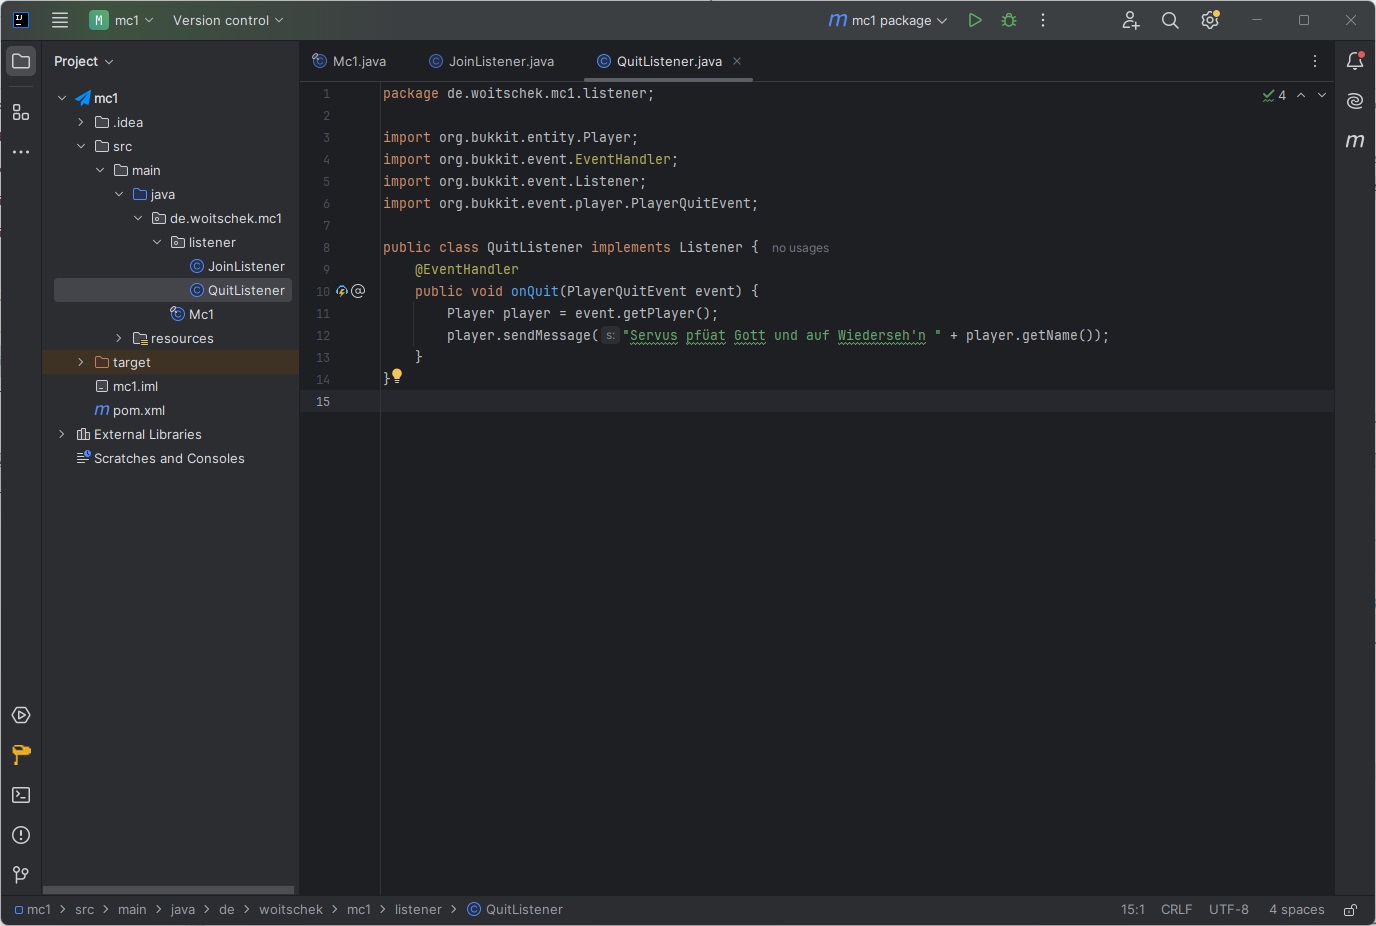 M mc1 Version control mc1 package
Project
Mc1.java JoinListener.java QuitListener.java
mc1
.idea
src
main
java
de.woitschek.mc1
listener
JoinListener
QuitListener
Mc1
resources
target
mc1.iml
pom.xml
External Libraries
Scratches and Consoles
1 package de.woitschek.mc1.listener; 4
2
3 import org.bukkit.entity.Player;
4 import org.bukkit.event.EventHandler;
5 import org.bukkit.event.Listener;
6 import org.bukkit.event.player.PlayerQuitEvent;
7
8 public class QuitListener implements Listener { no usages
9 @EventHandler
10 public void onQuit(PlayerQuitEvent event) {
11 Player player = event.getPlayer();
12 player.sendMessage( s: "Servus pfüat Gott und auf Wiederseh'n " + player.getName());
13 }
14 }
15
mc1 > src > main > java > de > woitschek > mc1 > listener > QuitListener 15:1 CRLF UTF-8 4 spaces